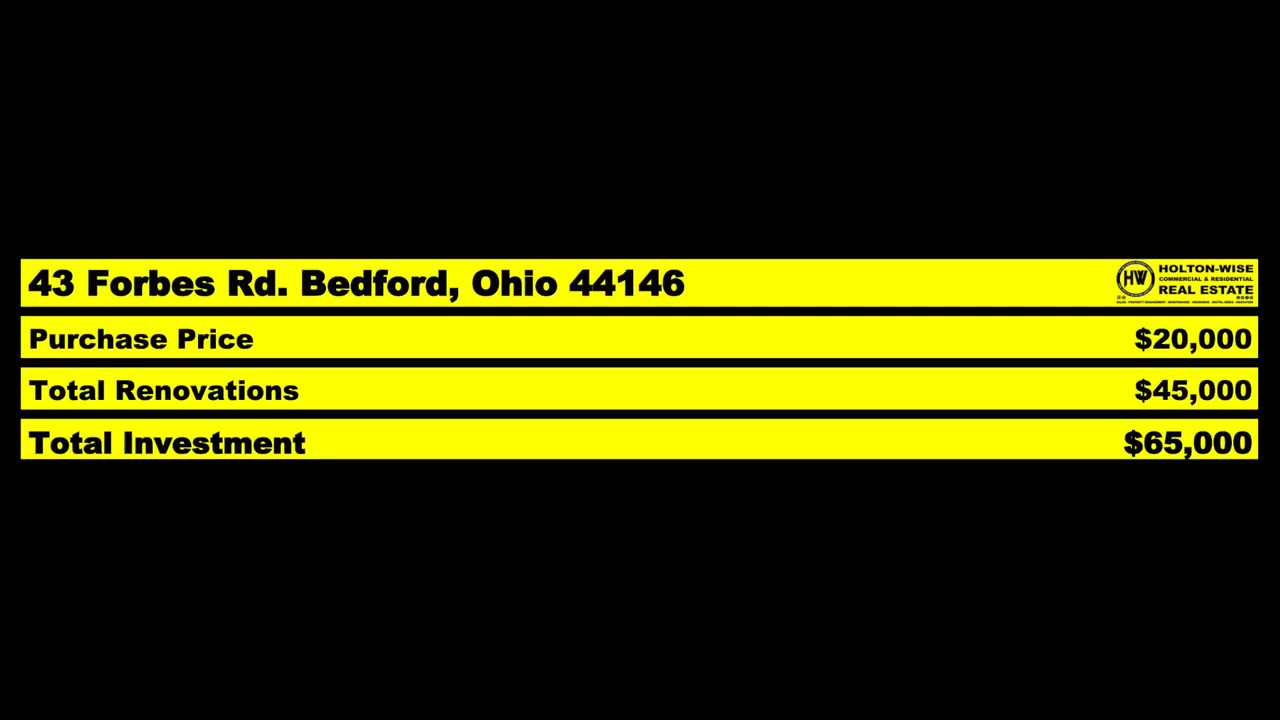 43 Forbes Rd. Bedford, Ohio 44146
HW
HOLTON-WISE
COMMERCIAL & RESIDENTIAL
REAL ESTATE
Purchase Price $20,000
Total Renovations $45,000
Total Investment $65,000